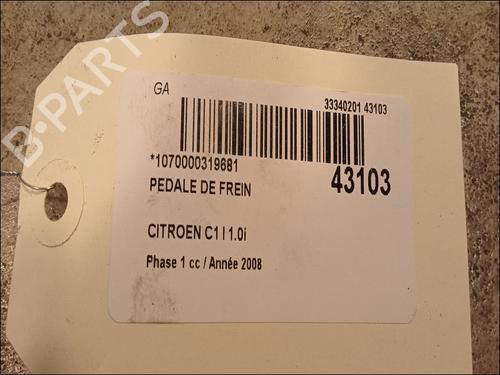 B-PARTS
GA
33340201 43103
*1070000319681
43103
PEDALE DE FREIN
CITROEN C1 I 1.0i
Phase 1 cc / Année 2008